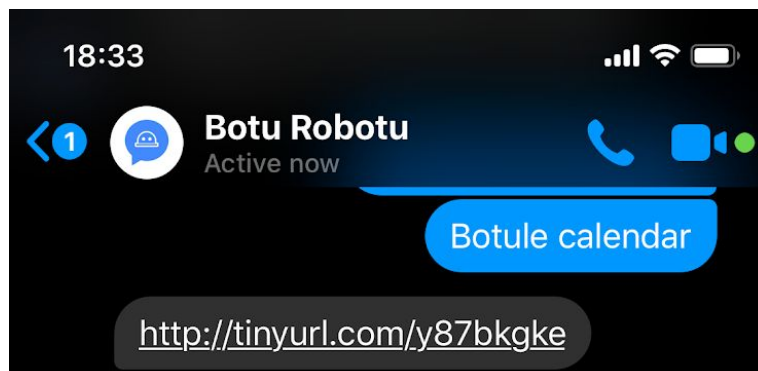 18:33
1
Botu Robotu
Active now
Botule calendar
http://tinyurl.com/y87bkgke